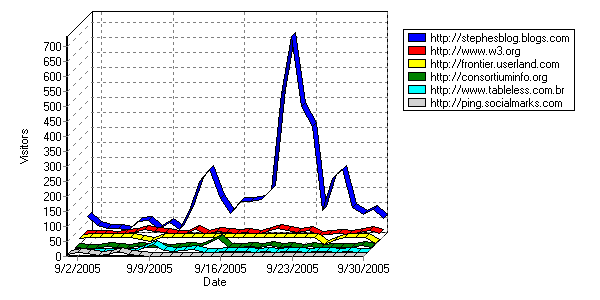 700
650
600
550
500
450
400
350
300
250
200
150
100
50
0
Visitors
9/2/2005 9/9/2005 9/16/2005 9/23/2005 9/30/2005
Date
http://stephesblog.blogs.com
http://www.w3.org
http://frontier.userland.com
http://consortiuminfo.org
http://www.tableless.com.br
http://ping.socialmarks.com